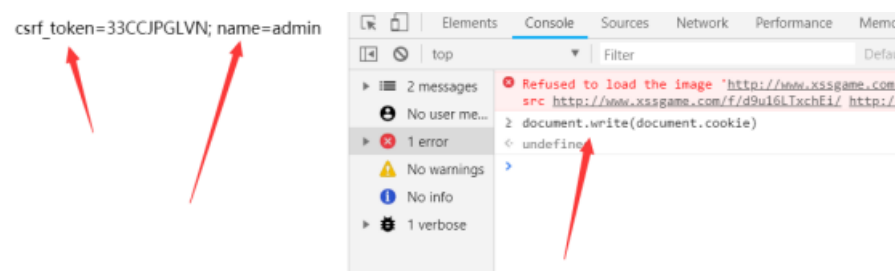 csrf_token=33CCJPGLVN; name=admin
Elements Console Sources Network Performance Memo
top Filter Defau
2 messages
No user me...
1 error
No warnings
No info
1 verbose
Refused to load the image 'http://www.xssgame.com
src http://www.xssgame.com/f/d9u16LTxchEi/ http:/
2 document.write(document.cookie)
undefined